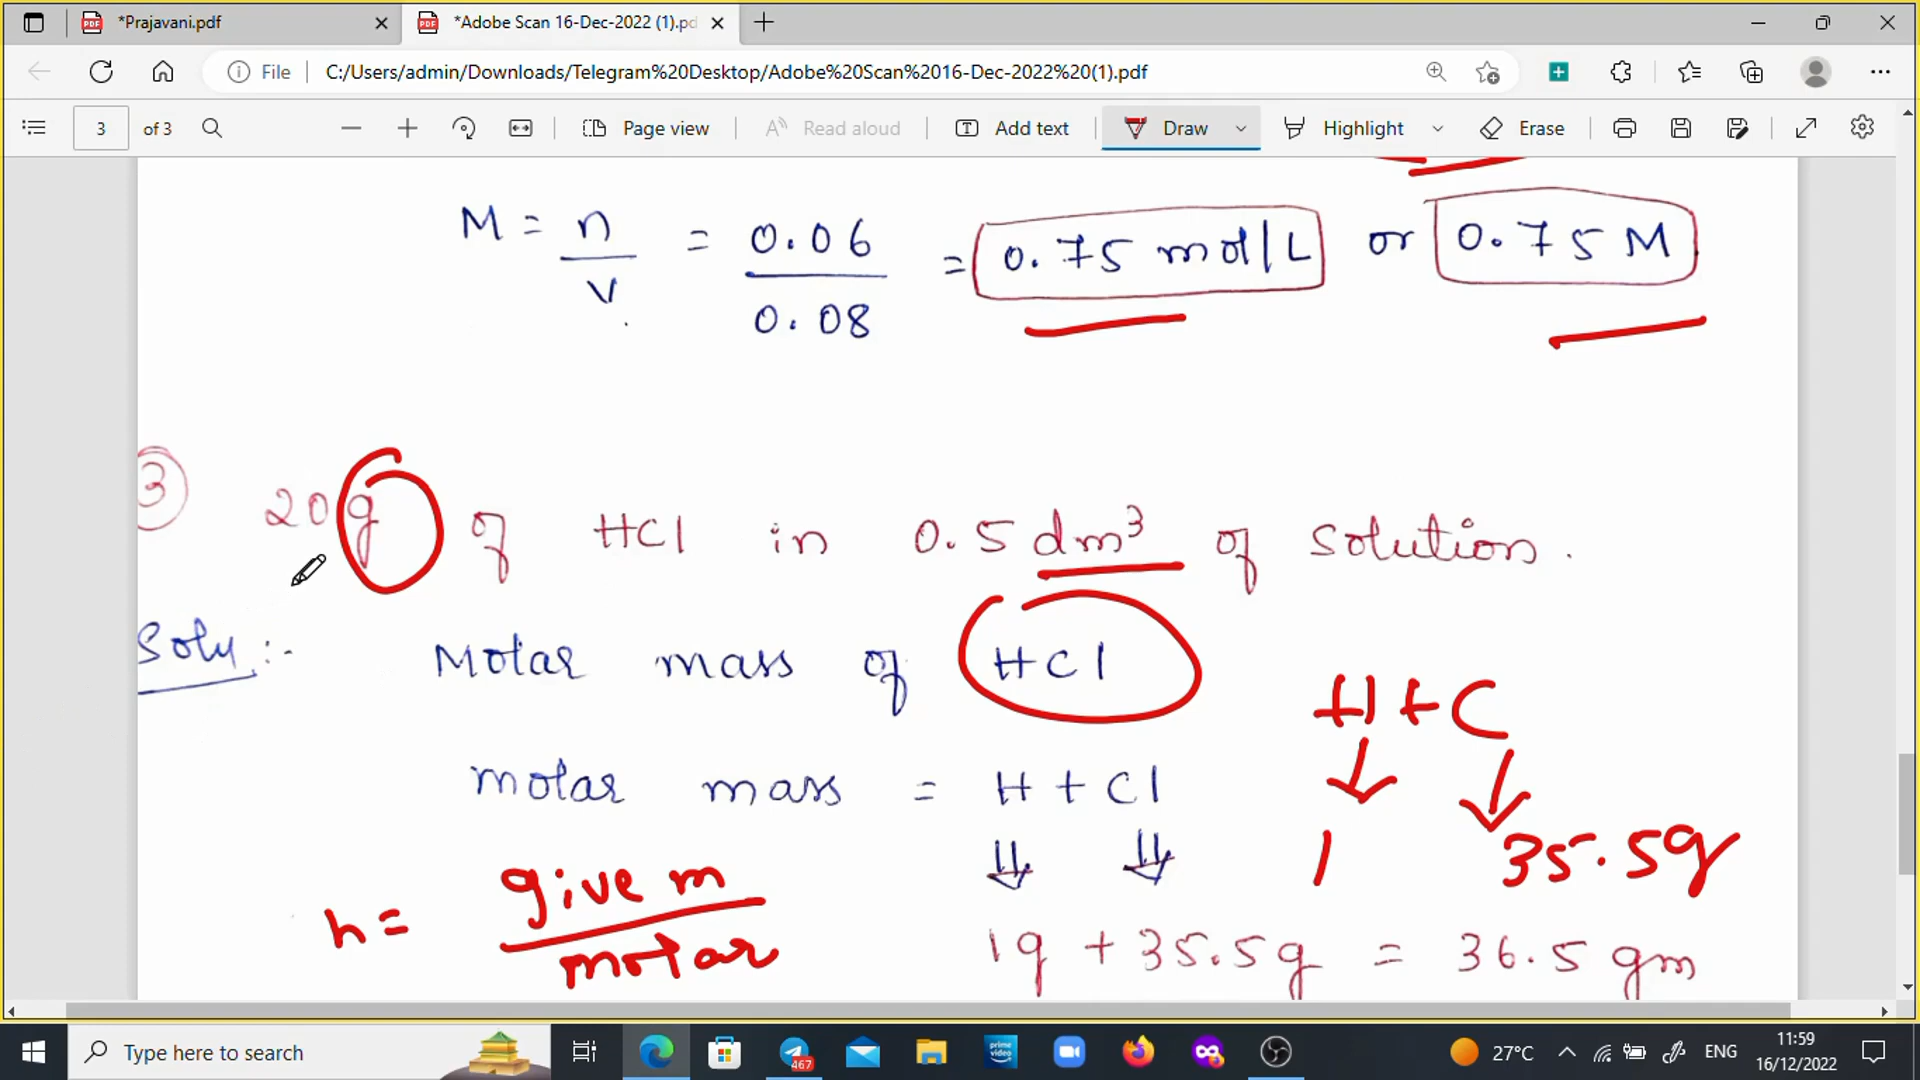 *Prajavani.pdf
*Adobe Scan 16-Dec-2022 (1).pd
File C:/Users/admin/Downloads/Telegram%20Desktop/Adobe%20Scan%2016-Dec-2022%20(1).pdf
3 of 3 Page view Read aloud Add text Draw Highlight Erase
M = n/v = 0.06/0.08 = 0.75 mol/L or 0.75 M
3 20g of HCl in 0.5 dm³ of solution.
Solu :- Molar mass of HCl
H + C
molar mass = H + Cl
1 35.5g
n = give m/molar
1g + 35.5g = 36.5 gm
Type here to search
467
prime video
27°C
ENG
11:59
16/12/2022